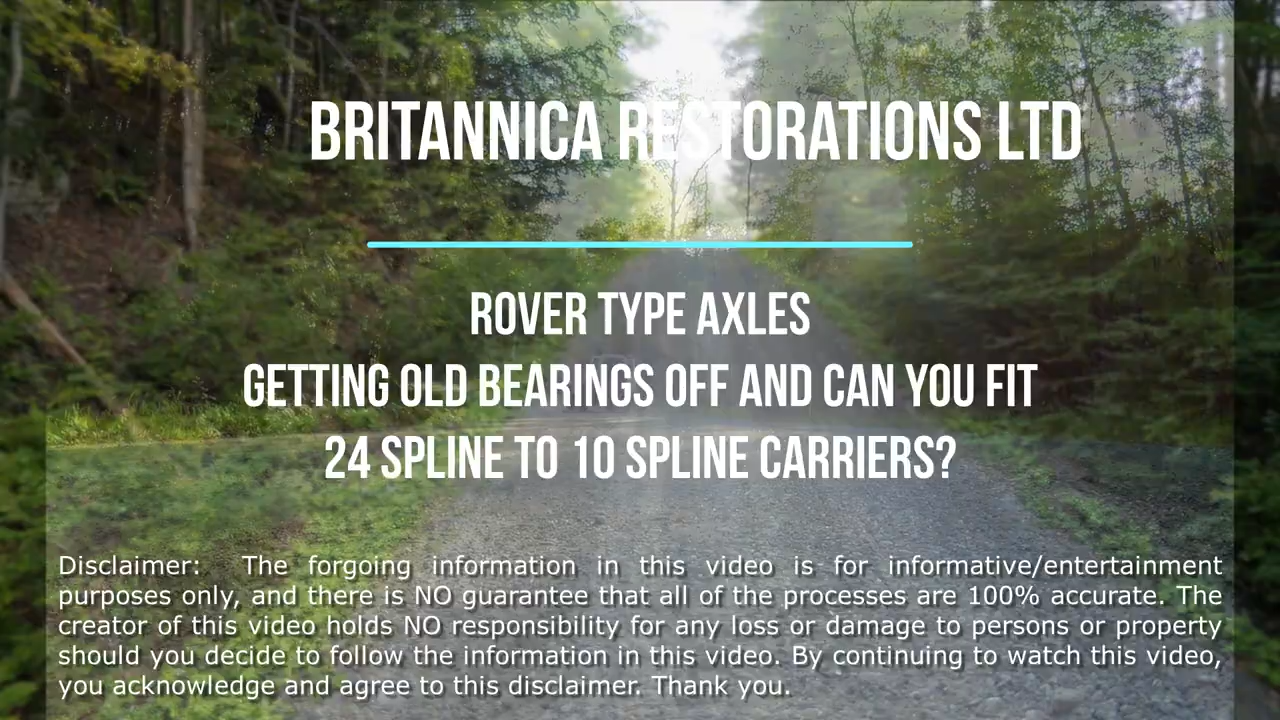 BRITANNICA RESTORATIONS LTD
ROVER TYPE AXLES
GETTING OLD BEARINGS OFF AND CAN YOU FIT
24 SPLINE TO 10 SPLINE CARRIERS?
Disclaimer: The forgoing information in this video is for informative/entertainment
purposes only, and there is NO guarantee that all of the processes are 100% accurate. The
creator of this video holds NO responsibility for any loss or damage to persons or property
should you decide to follow the information in this video. By continuing to watch this video,
you acknowledge and agree to this disclaimer. Thank you.